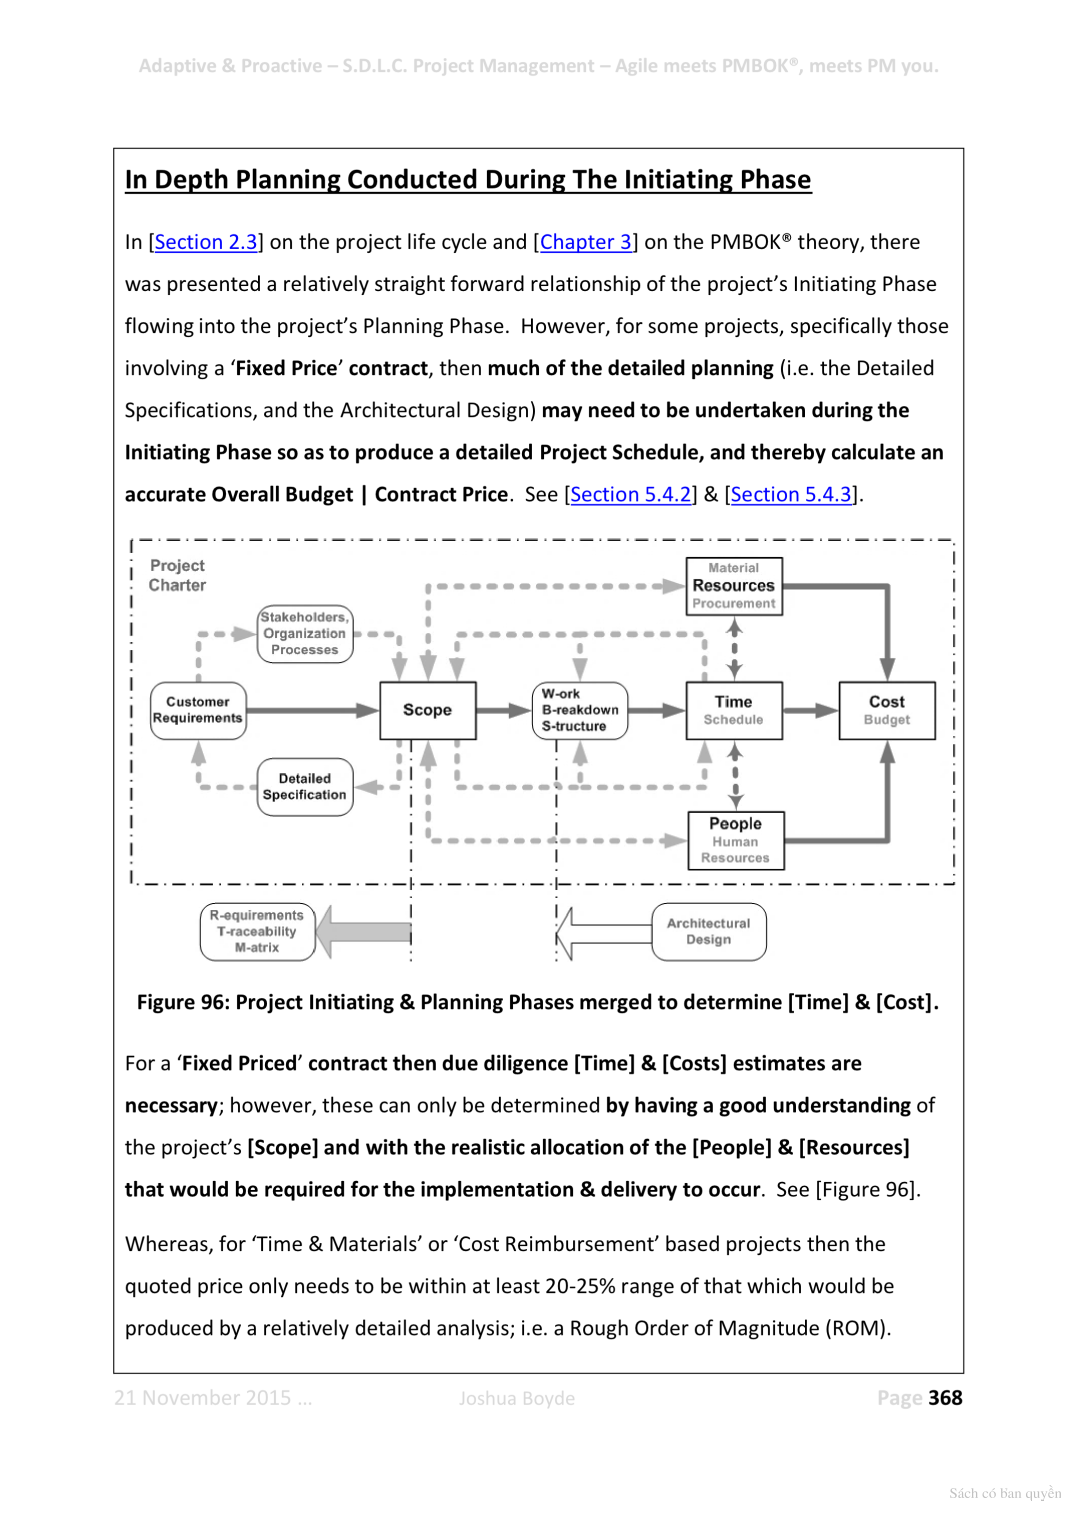 Adaptive & Proactive – S.D.L.C. Project Management – Agile meets PMBOK®, meets PM you.
In Depth Planning Conducted During The Initiating Phase
In [Section 2.3] on the project life cycle and [Chapter 3] on the PMBOK® theory, there
was presented a relatively straight forward relationship of the project’s Initiating Phase
flowing into the project’s Planning Phase.  However, for some projects, specifically those
involving a ‘Fixed Price’ contract, then much of the detailed planning (i.e. the Detailed
Specifications, and the Architectural Design) may need to be undertaken during the
Initiating Phase so as to produce a detailed Project Schedule, and thereby calculate an
accurate Overall Budget | Contract Price.  See [Section 5.4.2] & [Section 5.4.3].
Project
Charter
Stakeholders,
Organization
Processes
Material
Resources
Procurement
Customer
Requirements
Scope
W-ork
B-reakdown
S-tructure
Time
Schedule
Cost
Budget
Detailed
Specification
People
Human
Resources
R-equirements
T-raceability
M-atrix
Architectural
Design
Figure 96: Project Initiating & Planning Phases merged to determine [Time] & [Cost].
For a ‘Fixed Priced’ contract then due diligence [Time] & [Costs] estimates are
necessary; however, these can only be determined by having a good understanding of
the project’s [Scope] and with the realistic allocation of the [People] & [Resources]
that would be required for the implementation & delivery to occur.  See [Figure 96].
Whereas, for ‘Time & Materials’ or ‘Cost Reimbursement’ based projects then the
quoted price only needs to be within at least 20-25% range of that which would be
produced by a relatively detailed analysis; i.e. a Rough Order of Magnitude (ROM).
21 November 2015 ...
Joshua Boyde
Page 368
Sách có bản quyền